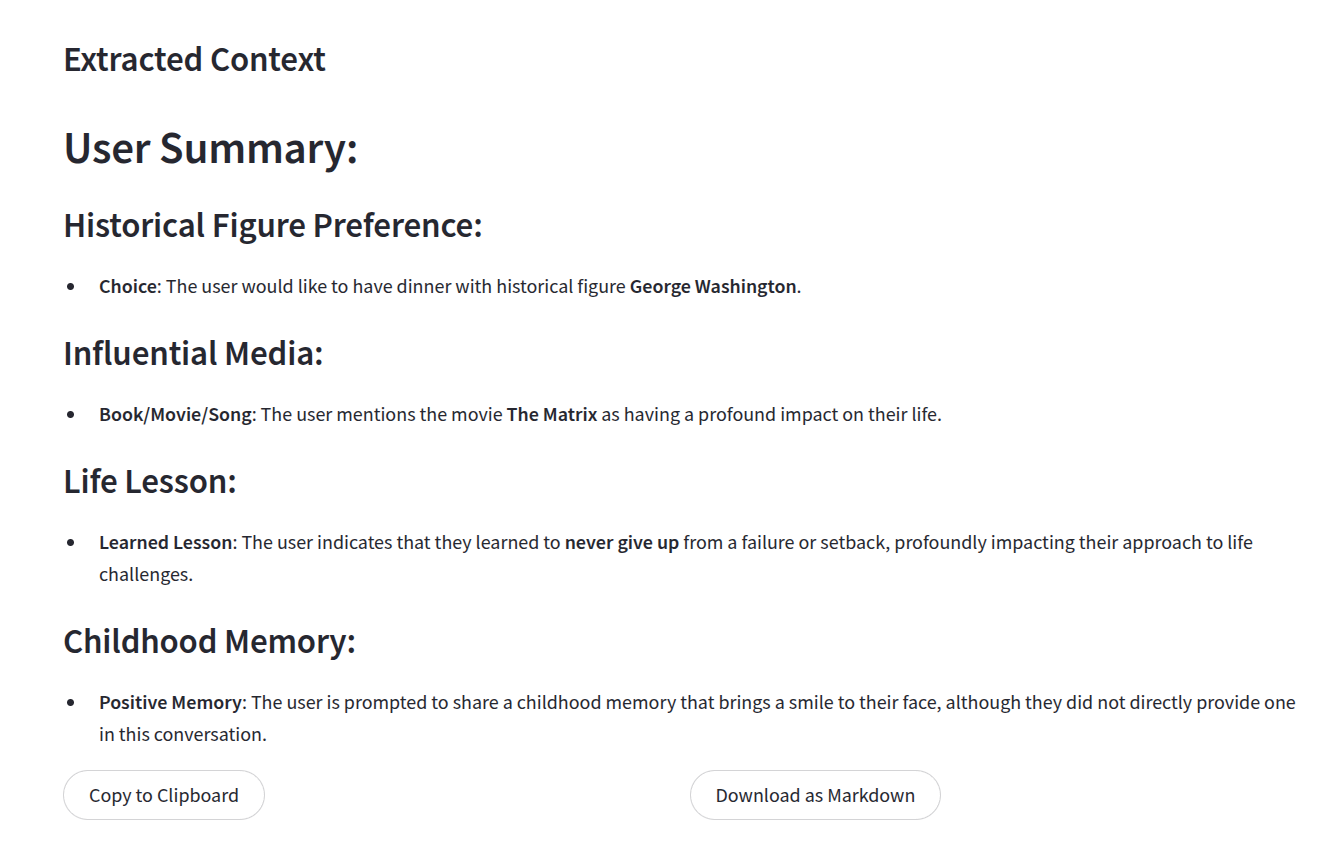 Extracted Context
User Summary:
Historical Figure Preference:
Choice: The user would like to have dinner with historical figure George Washington.
Influential Media:
Book/Movie/Song: The user mentions the movie The Matrix as having a profound impact on their life.
Life Lesson:
Learned Lesson: The user indicates that they learned to never give up from a failure or setback, profoundly impacting their approach to life
challenges.
Childhood Memory:
Positive Memory: The user is prompted to share a childhood memory that brings a smile to their face, although they did not directly provide one
in this conversation.
Copy to Clipboard
Download as Markdown